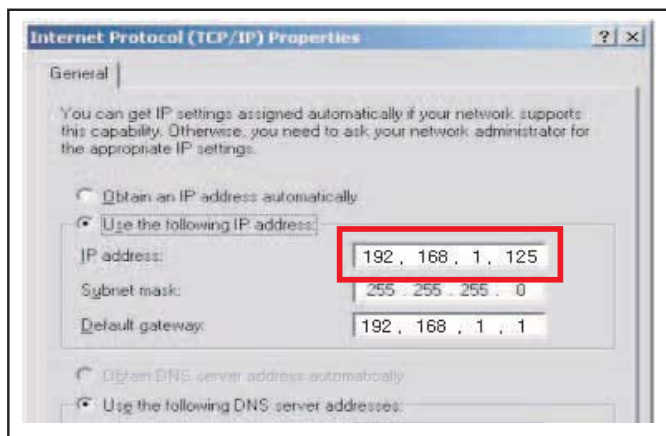 Internet Protocol (TCP/IP) Properties
General
You can get IP settings assigned automatically if your network supports
this capability. Otherwise, you need to ask your network administrator for
the appropriate IP settings.
Obtain an IP address automatically
Use the following IP address:
IP address: 192 . 168 . 1 . 125
Subnet mask: 255 . 255 . 255 . 0
Default gateway: 192 . 168 . 1 . 1
Obtain DNS server address automatically
Use the following DNS server addresses: